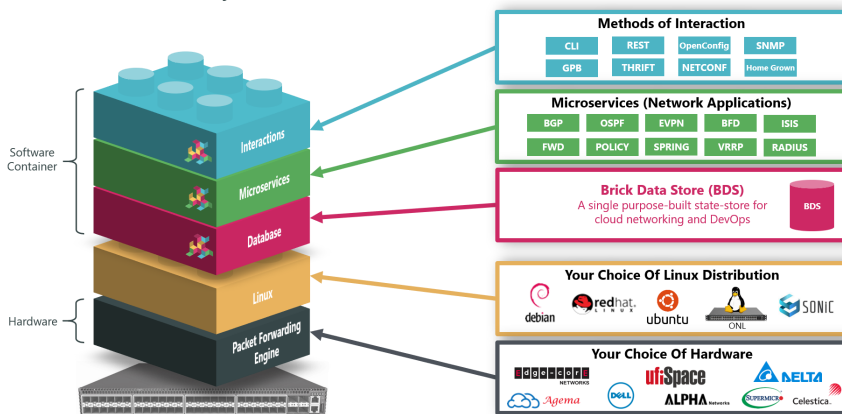 Methods of Interaction
CLI REST OpenConfig SNMP
GPB THRIFT NETCONF Home Grown
Microservices (Network Applications)
BGP OSPF EVPN BFD ISIS
FWD POLICY SPRING VRRP RADIUS
Brick Data Store (BDS)
A single purpose-built state-store for
cloud networking and DevOps
BDS
Your Choice Of Linux Distribution
debian
redhat.
LINUX
ubuntu
ONL
SONiC
Your Choice Of Hardware
Edge-corE
NETWORKS
ufiSpace
DELTA
Agema
DELL
ALPHA Networks
SUPERMICRO
Celestica.
Software
Container
Hardware
Interactions
Microservices
Database
Linux
Packet Forwarding
Engine